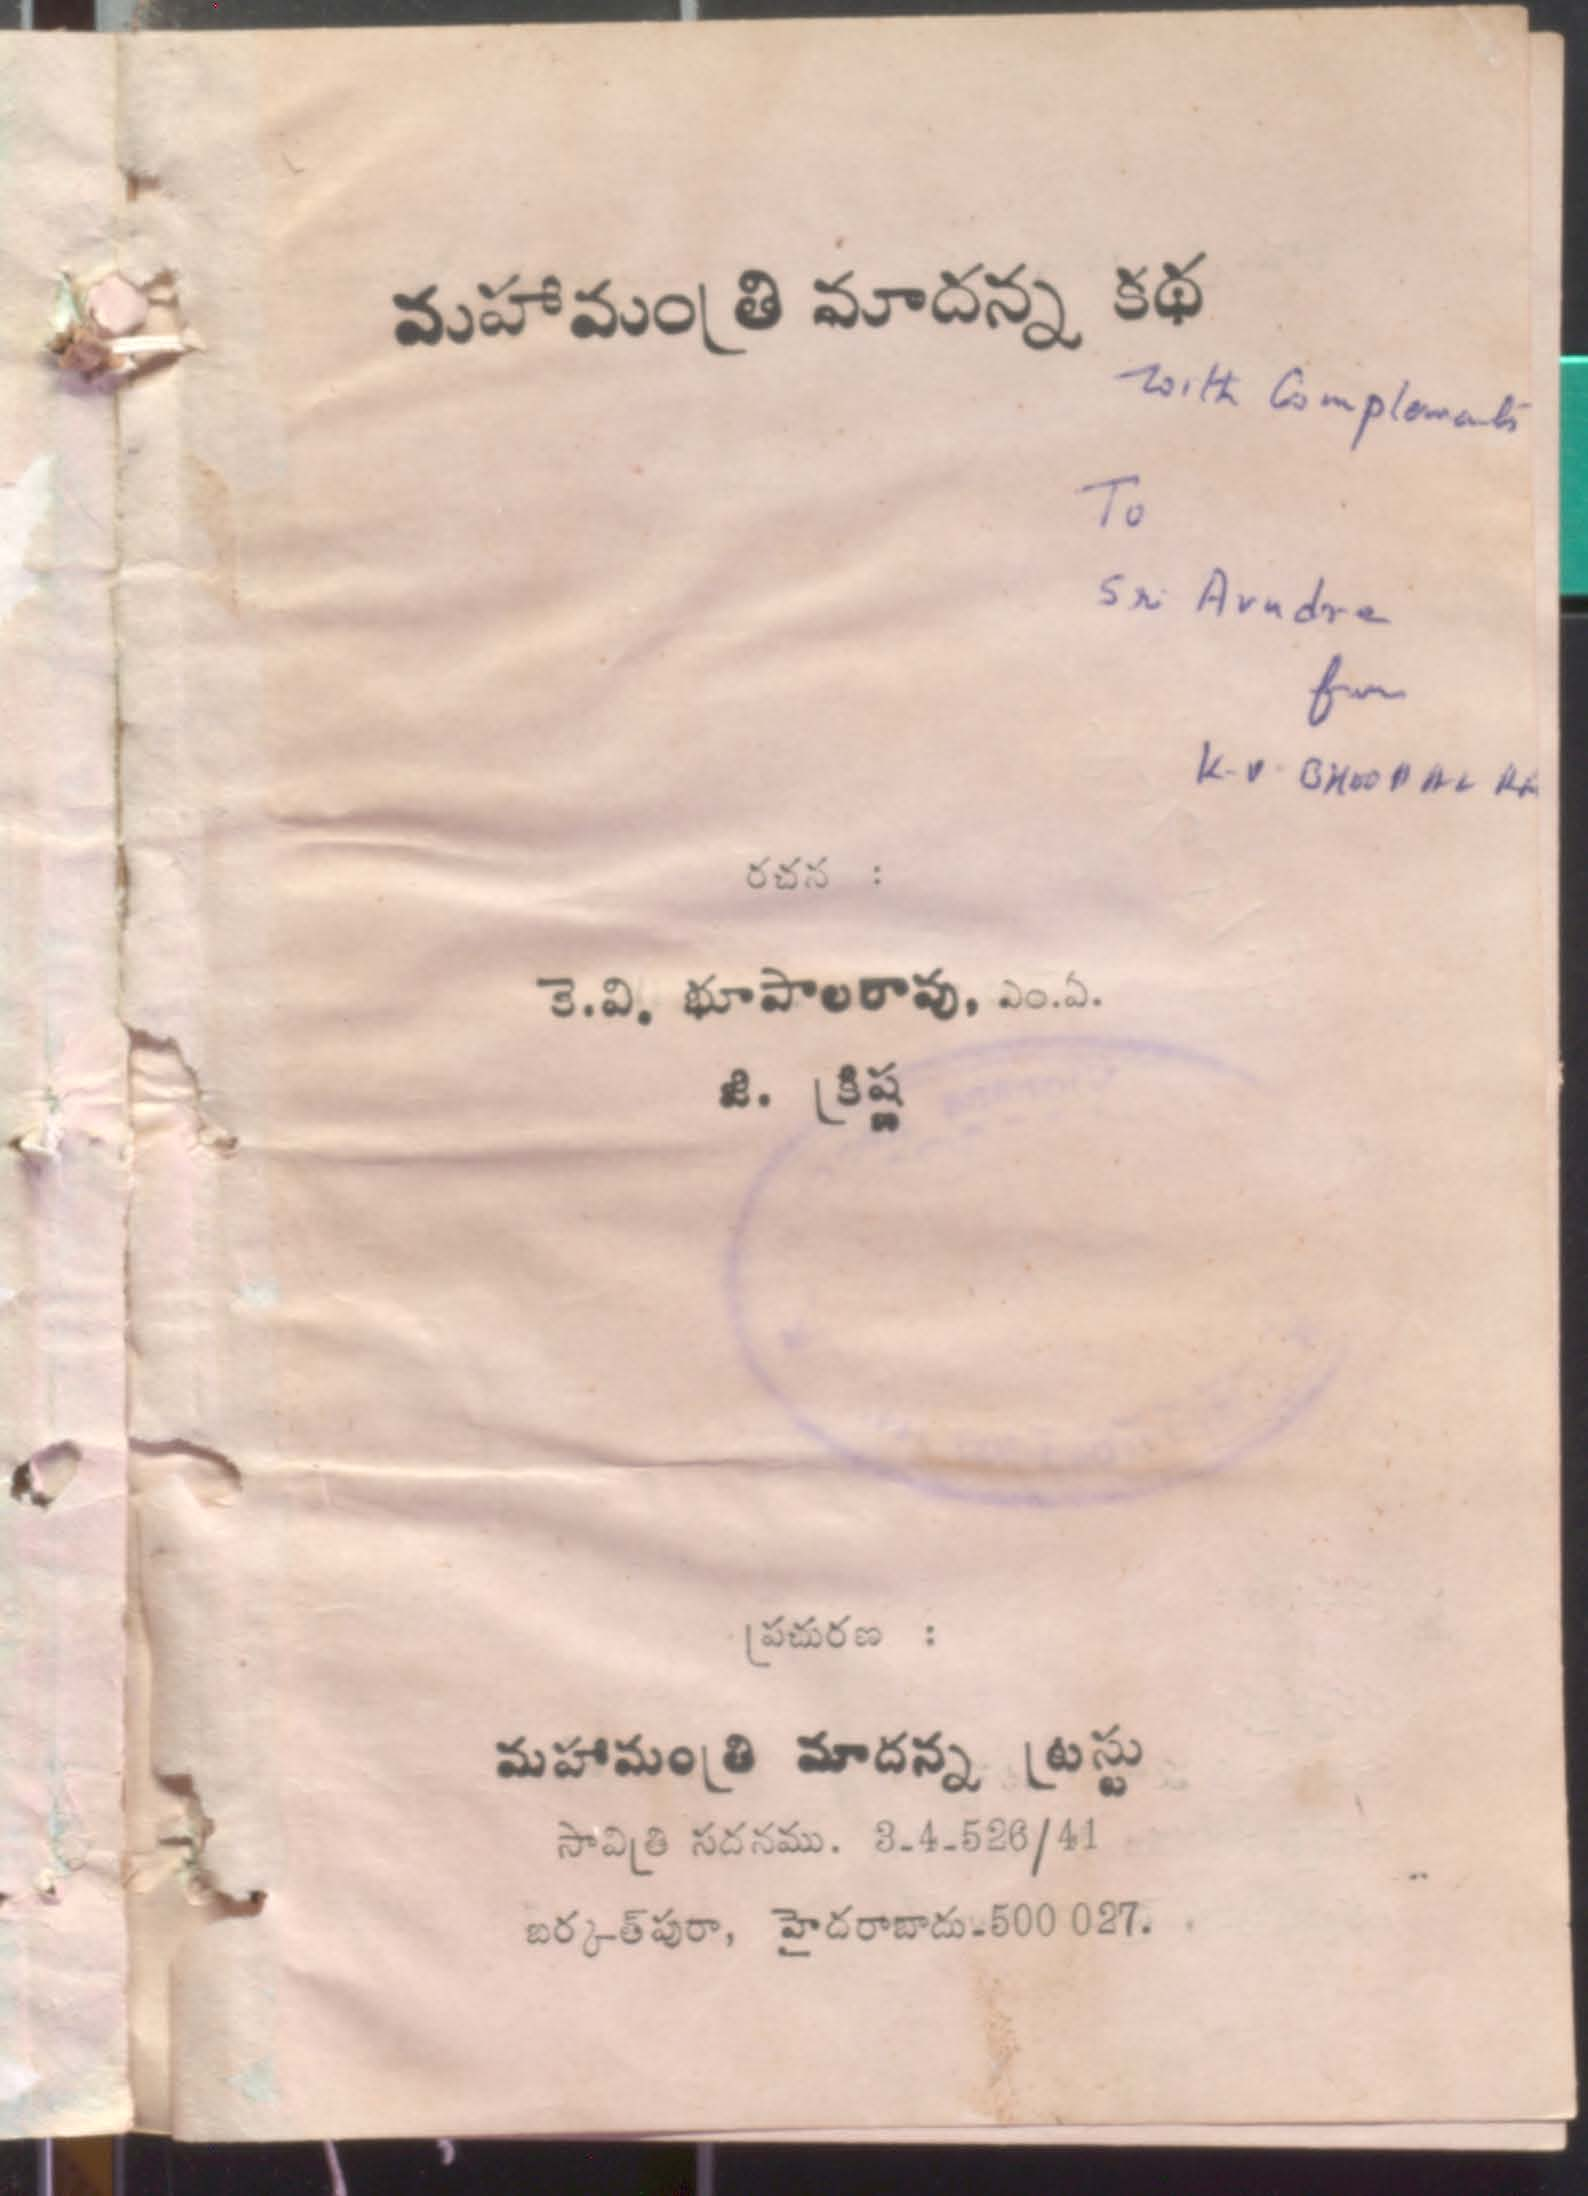 మహామంత్రి మాదన్న కథ
With Complements
To
Sri Arudra
from
K.V. BHOOPAL
రచన :
కె.వి. భూపాలరావు, ఎం.ఏ.
జి. క్రిష్ణ
ప్రచురణ :
మహామంత్రి మాదన్న ట్రస్టు
సావిత్రి సదనము. 3-4-526/41
బర్కత్‌పురా, హైదరాబాదు-500 027.